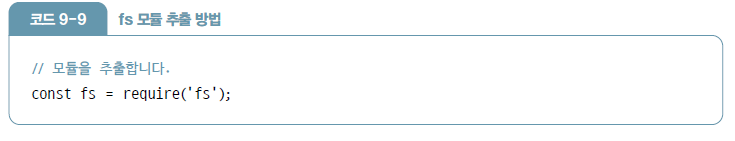 코드 9-9 fs 모듈 추출 방법
// 모듈을 추출합니다.
const fs = require('fs');